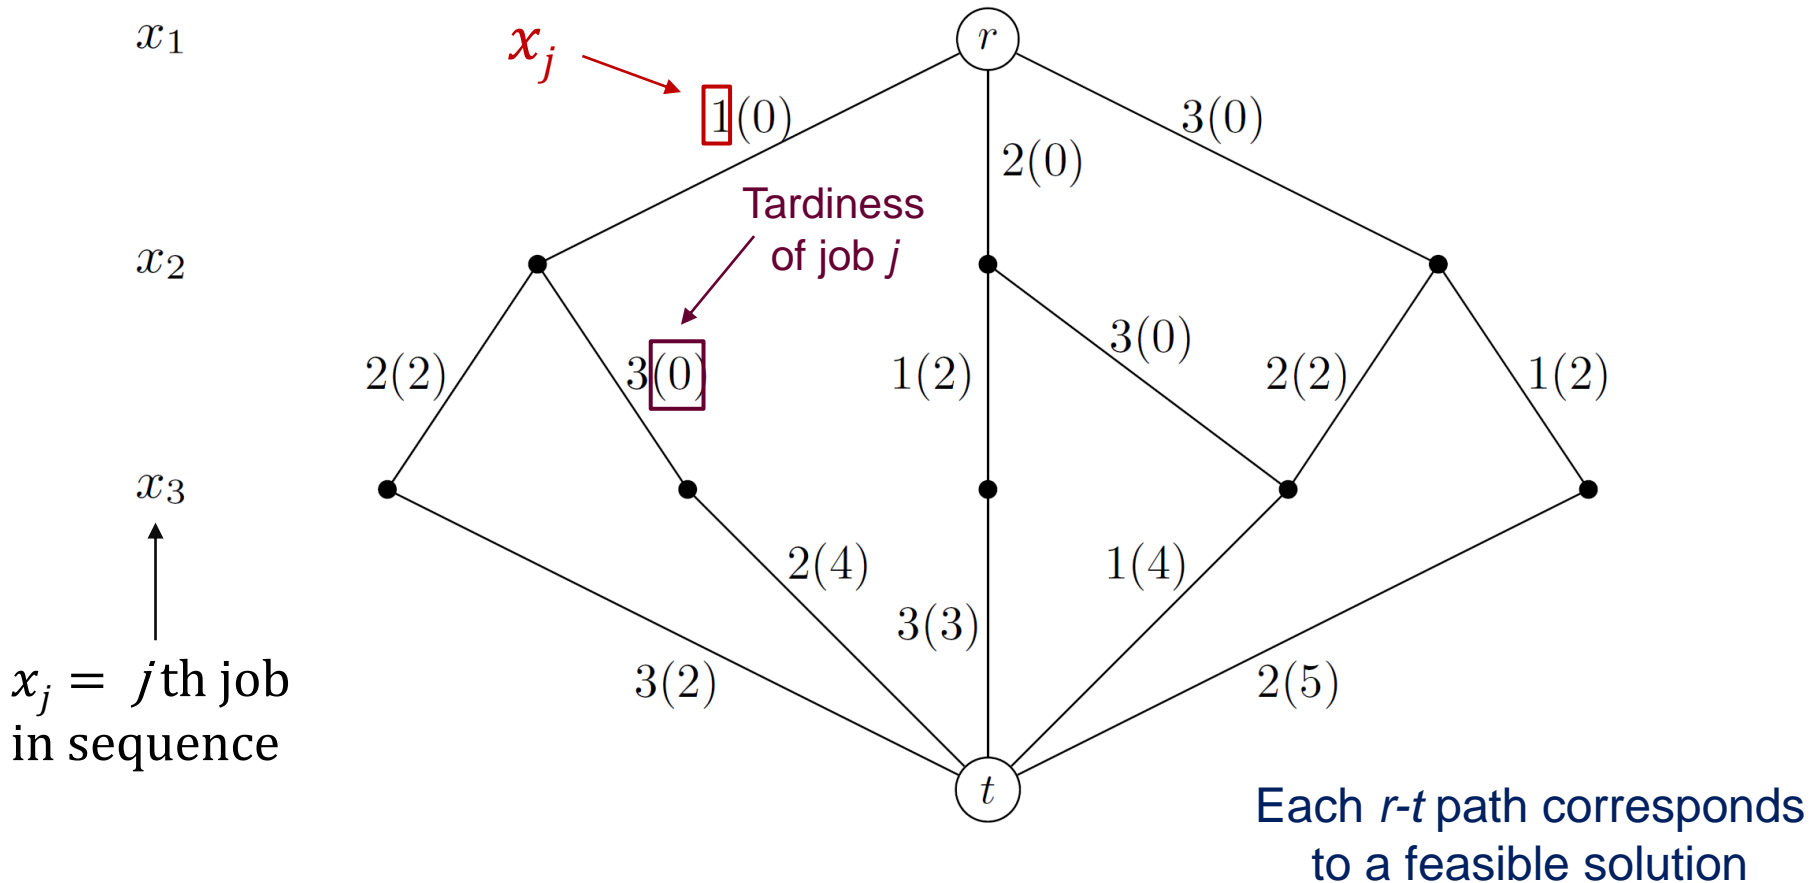 x₁
x_j
r
1(0)
3(0)
2(0)
Tardiness
of job j
x₂
3(0)
2(2)
3(0)
1(2)
2(2)
1(2)
x₃
2(4)
1(4)
3(3)
x_j = jth job
in sequence
3(2)
2(5)
t
Each r-t path corresponds
to a feasible solution